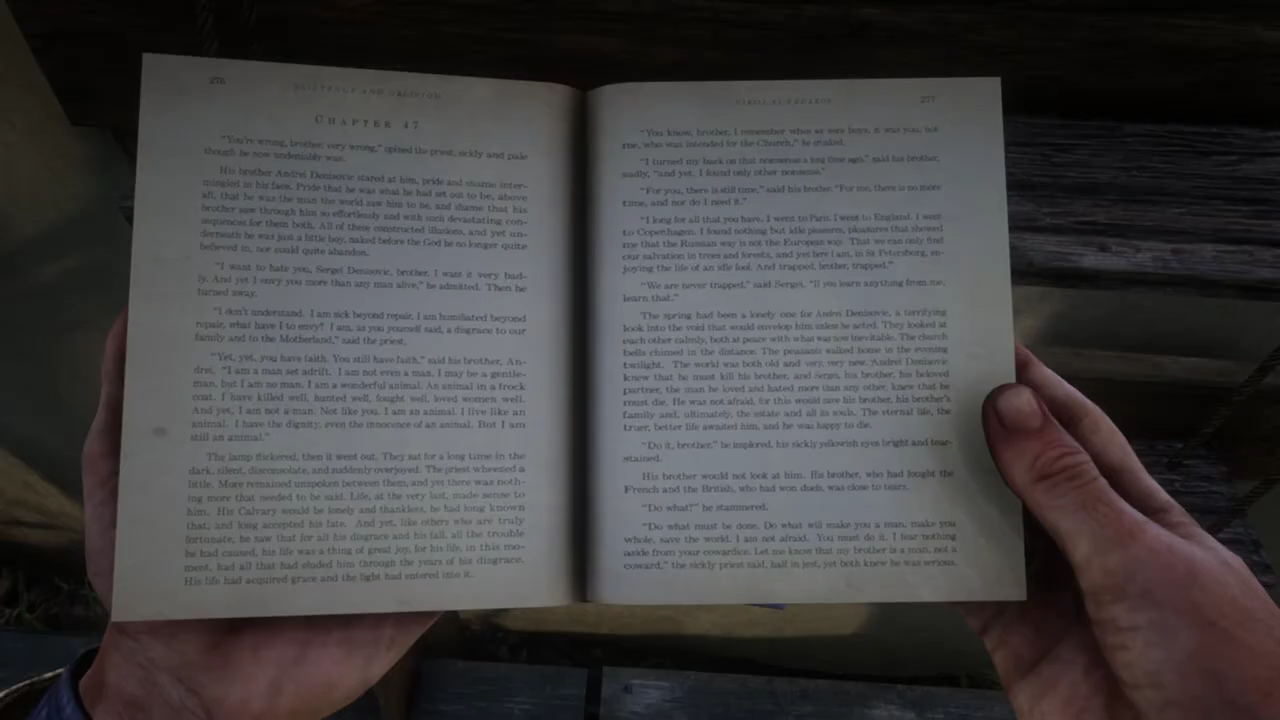 276
EXISTENCE AND OBLIVION
CHAPTER 47
"You're wrong, brother, very wrong," opined the priest, sickly and pale
though he now undeniably was.
His brother Andrei Denisovic stared at him, pride and shame inter-
mingled in his face. Pride that he was what he had set out to be, above
all, that he was the man the world saw him to be, and shame that his
brother saw through him so effortlessly and with such devastating con-
sequences for them both. All of these constructed illusions, and yet un-
derneath he was just a little boy, naked before the God he no longer quite
believed in, nor could quite abandon.
"I want to hate you, Sergei Denisovic, brother, I want it very bad-
ly. And yet I envy you more than any man alive," he admitted. Then he
turned away.
"I don't understand. I am sick beyond repair, I am humiliated beyond
repair, what have I to envy? I am, as you yourself said, a disgrace to our
family and to the Motherland," said the priest.
"Yet, yet, you have faith. You still have faith," said his brother, An-
drei. "I am a man set adrift. I am not even a man. I may be a gentle-
man, but I am no man. I am a wonderful animal. An animal in a frock
coat. I have killed well, hunted well, fought well, loved women well.
And yet, I am not a man. Not like you. I am an animal. I live like an
animal. I have the dignity, even the innocence of an animal. But I am
still an animal."
The lamp flickered, then it went out. They sat for a long time in the
dark, silent, disconsolate, and suddenly overjoyed. The priest wheezed a
little. More remained unspoken between them, and yet there was noth-
ing more that needed to be said. Life, at the very last, made sense to
him. His Calvary would be lonely and thankless, he had long known
that; and long accepted his fate. And yet, like others who are truly
fortunate, he saw that for all his disgrace and his fall, all the trouble
he had caused, his life was a thing of great joy, for his life, in this mo-
ment, had all that had eluded him through the years of his disgrace.
His life had acquired grace and the light had entered into it.
277
"You know, brother, I remember when we were boys, it was you, not
me, who was intended for the Church," he croaked.
"I turned my back on that nonsense a long time ago," said his brother,
sadly, "and yet, I found only other nonsense."
"For you, there is still time," said his brother. "For me, there is no more
time, and nor do I need it."
"I long for all that you have. I went to Paris. I went to England. I went
to Copenhagen. I found nothing but idle pleasures, pleasures that showed
me that the Russian way is not the European way. That we can only find
our salvation in trees and forests, and yet here I am, in St Petersburg, en-
joying the life of an idle fool. And trapped, brother, trapped."
"We are never trapped," said Sergei. "If you learn anything from me,
learn that."
The spring had been a lonely one for Andrei Denisovic, a terrifying
look into the void that would envelop him unless he acted. They looked at
each other calmly, both at peace with what was now inevitable. The church
bells chimed in the distance. The peasants walked home in the evening
twilight. The world was both old and very, very new. Andrei Denisovic
knew that he must kill his brother, and Sergei, his brother, his beloved
partner, the man he loved and hated more than any other, knew that he
must die. He was not afraid, for this would save his brother, his brother's
family and, ultimately, the estate and all its souls. The eternal life, the
truer, better life awaited him, and he was happy to die.
"Do it, brother," he implored, his sickly yellowish eyes bright and tear-
stained.
His brother would not look at him. His brother, who had fought the
French and the British, who had won duels, was close to tears.
"Do what?" he stammered.
"Do what must be done. Do what will make you a man, make you
whole, save the world. I am not afraid. You must do it. I fear nothing
aside from your cowardice. Let me know that my brother is a man, not a
coward," the sickly priest said, half in jest, yet both knew he was serious.